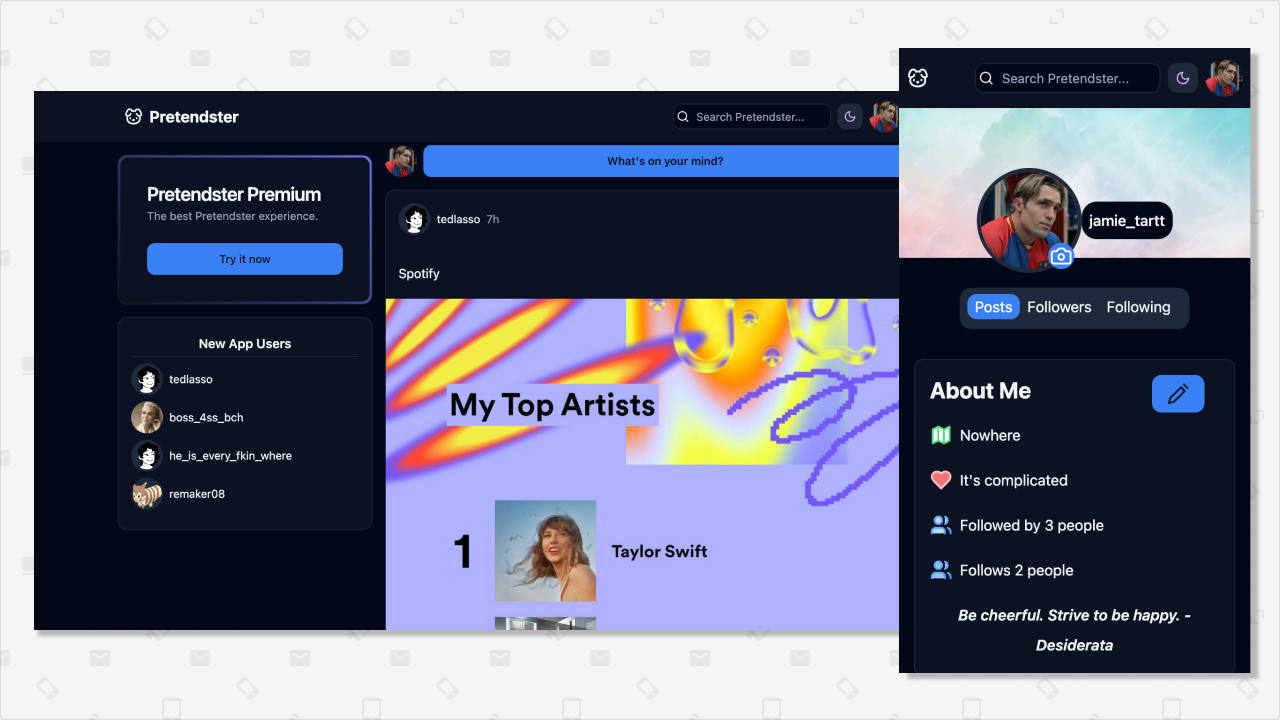 Pretendster
Search Pretendster...
Pretendster Premium
The best Pretendster experience.
Try it now
New App Users
tedlasso
boss_4ss_bch
he_is_every_fkin_where
remaker08
What's on your mind?
tedlasso 7h
Spotify
My Top Artists
1 Taylor Swift
Search Pretendster...
jamie_tartt
Posts Followers Following
About Me
Nowhere
It's complicated
Followed by 3 people
Follows 2 people
Be cheerful. Strive to be happy. -
Desiderata